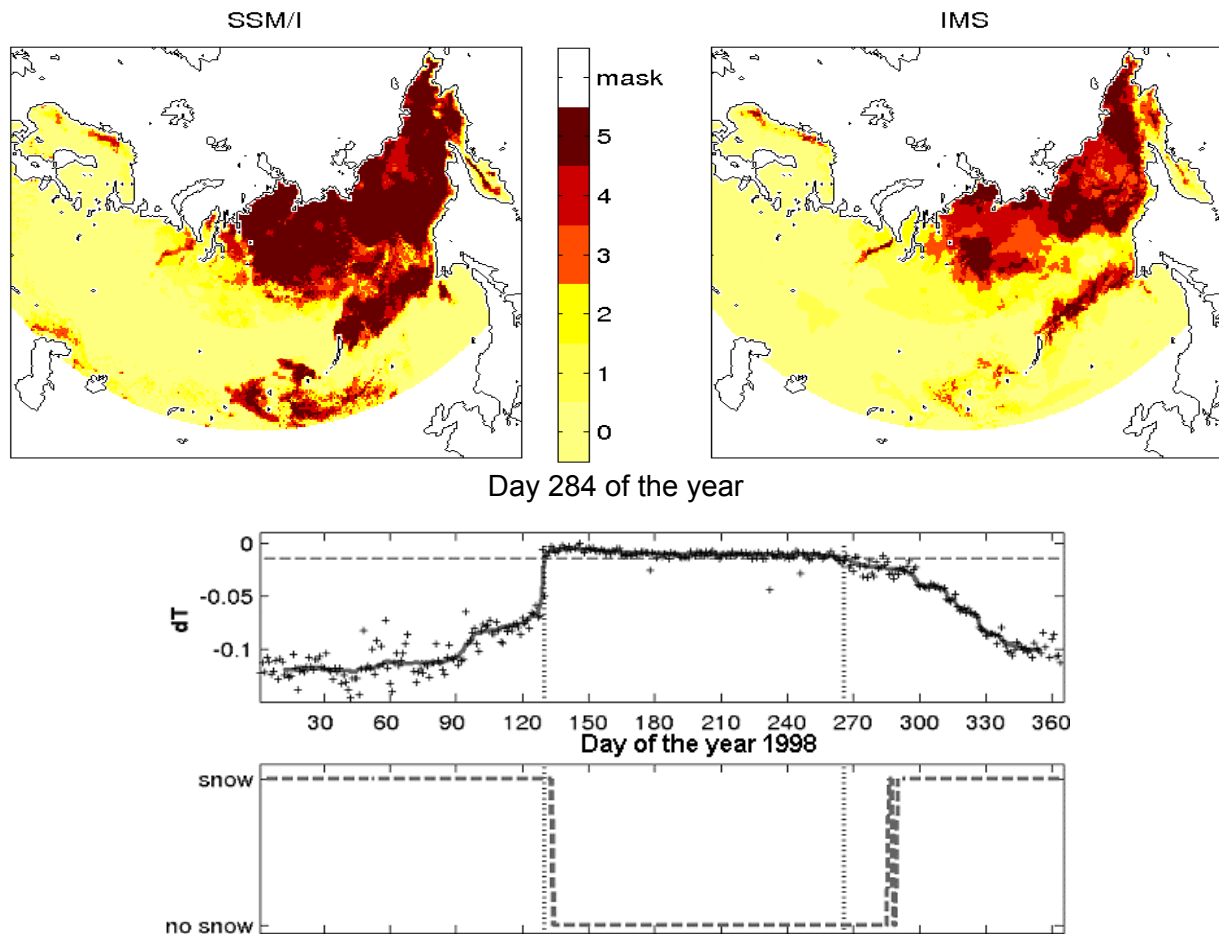 SSM/I
IMS
mask
5
4
3
2
1
0
Day 284 of the year
0
-0.05
-0.1
dT
30 60 90 120 150 180 210 240 270 300 330 365
Day of the year 1998
snow
no snow